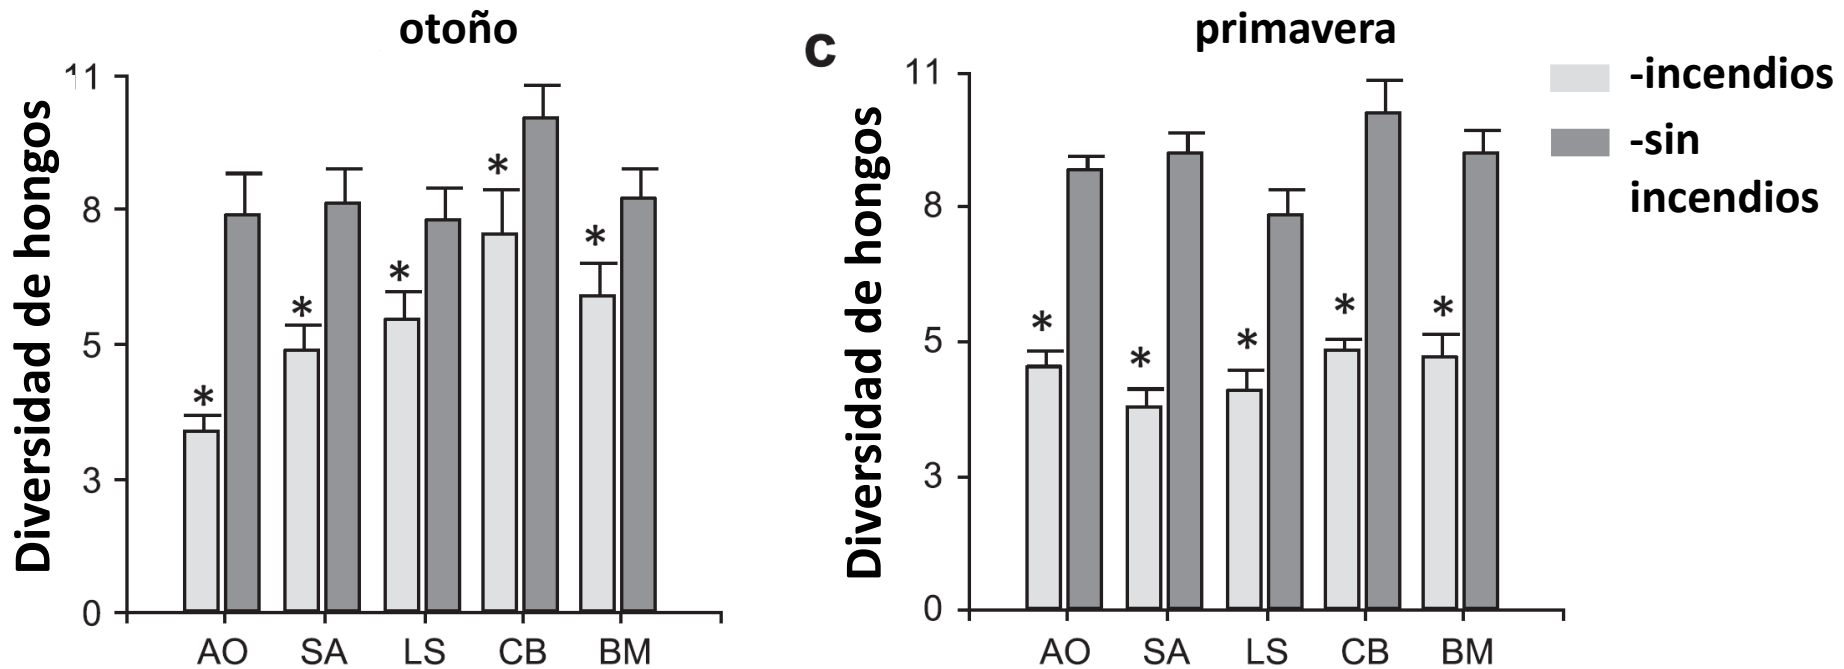 otoño
Diversidad de hongos
11
8
5
3
0
*
*
*
*
*
AO SA LS CB BM
c
primavera
Diversidad de hongos
11
8
5
3
0
*
*
*
*
*
AO SA LS CB BM
-incendios
-sin
incendios